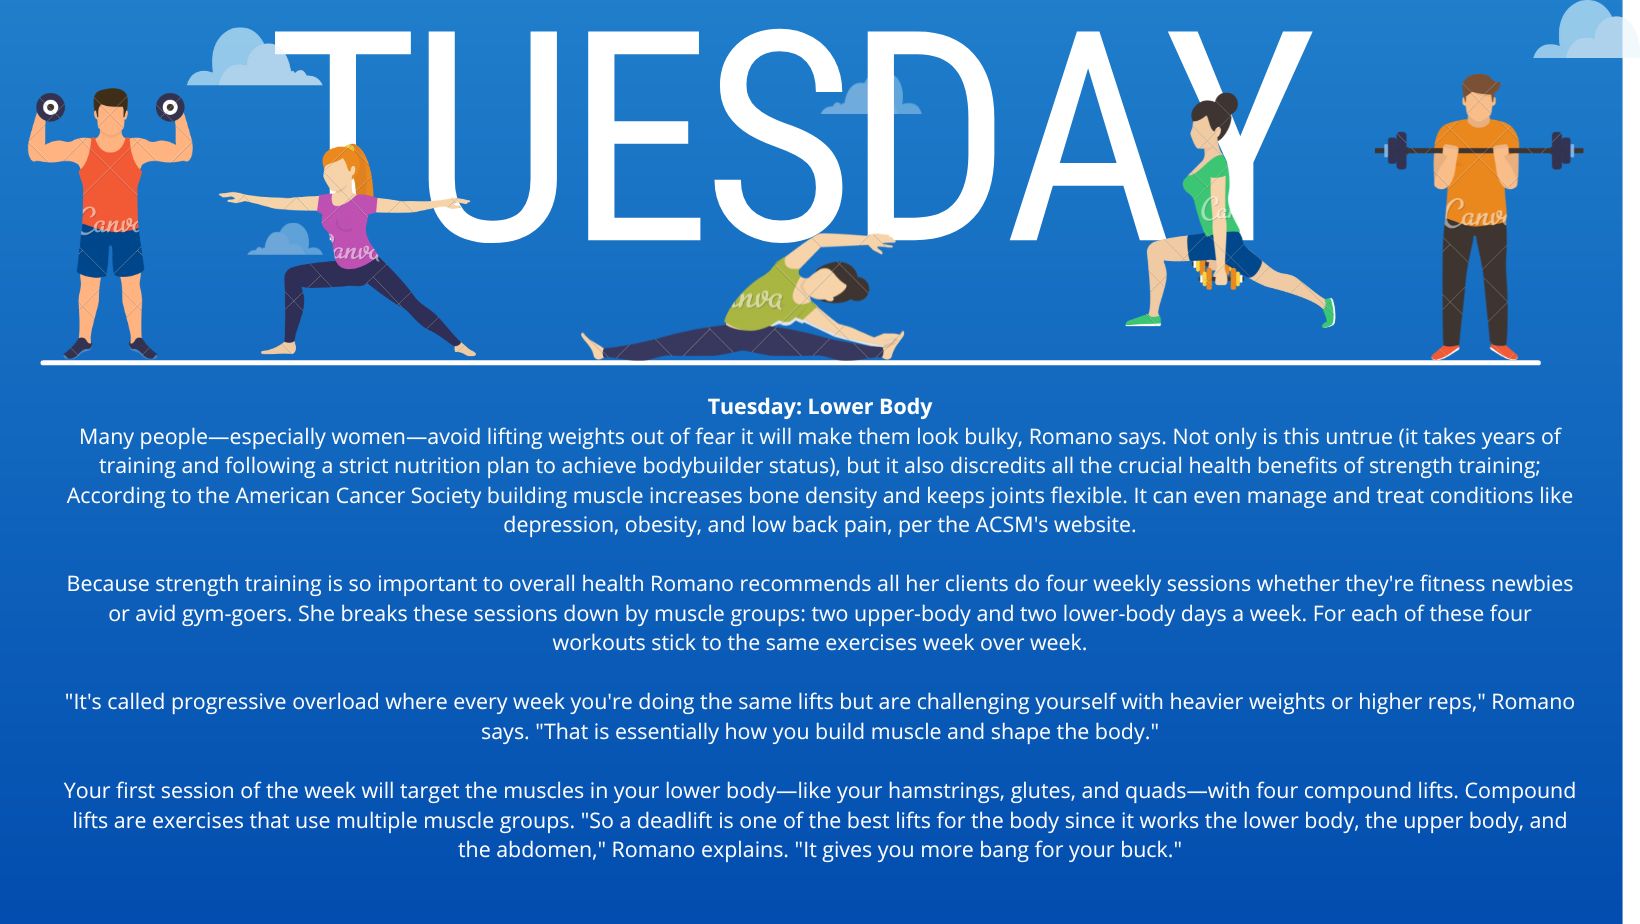 TUESDAY
Canva
anva
anva
Ca
Canva
Tuesday: Lower Body
Many people—especially women—avoid lifting weights out of fear it will make them look bulky, Romano says. Not only is this untrue (it takes years of
training and following a strict nutrition plan to achieve bodybuilder status), but it also discredits all the crucial health benefits of strength training;
According to the American Cancer Society building muscle increases bone density and keeps joints flexible. It can even manage and treat conditions like
depression, obesity, and low back pain, per the ACSM's website.
Because strength training is so important to overall health Romano recommends all her clients do four weekly sessions whether they're fitness newbies
or avid gym-goers. She breaks these sessions down by muscle groups: two upper-body and two lower-body days a week. For each of these four
workouts stick to the same exercises week over week.
"It's called progressive overload where every week you're doing the same lifts but are challenging yourself with heavier weights or higher reps," Romano
says. "That is essentially how you build muscle and shape the body."
Your first session of the week will target the muscles in your lower body—like your hamstrings, glutes, and quads—with four compound lifts. Compound
lifts are exercises that use multiple muscle groups. "So a deadlift is one of the best lifts for the body since it works the lower body, the upper body, and
the abdomen," Romano explains. "It gives you more bang for your buck."